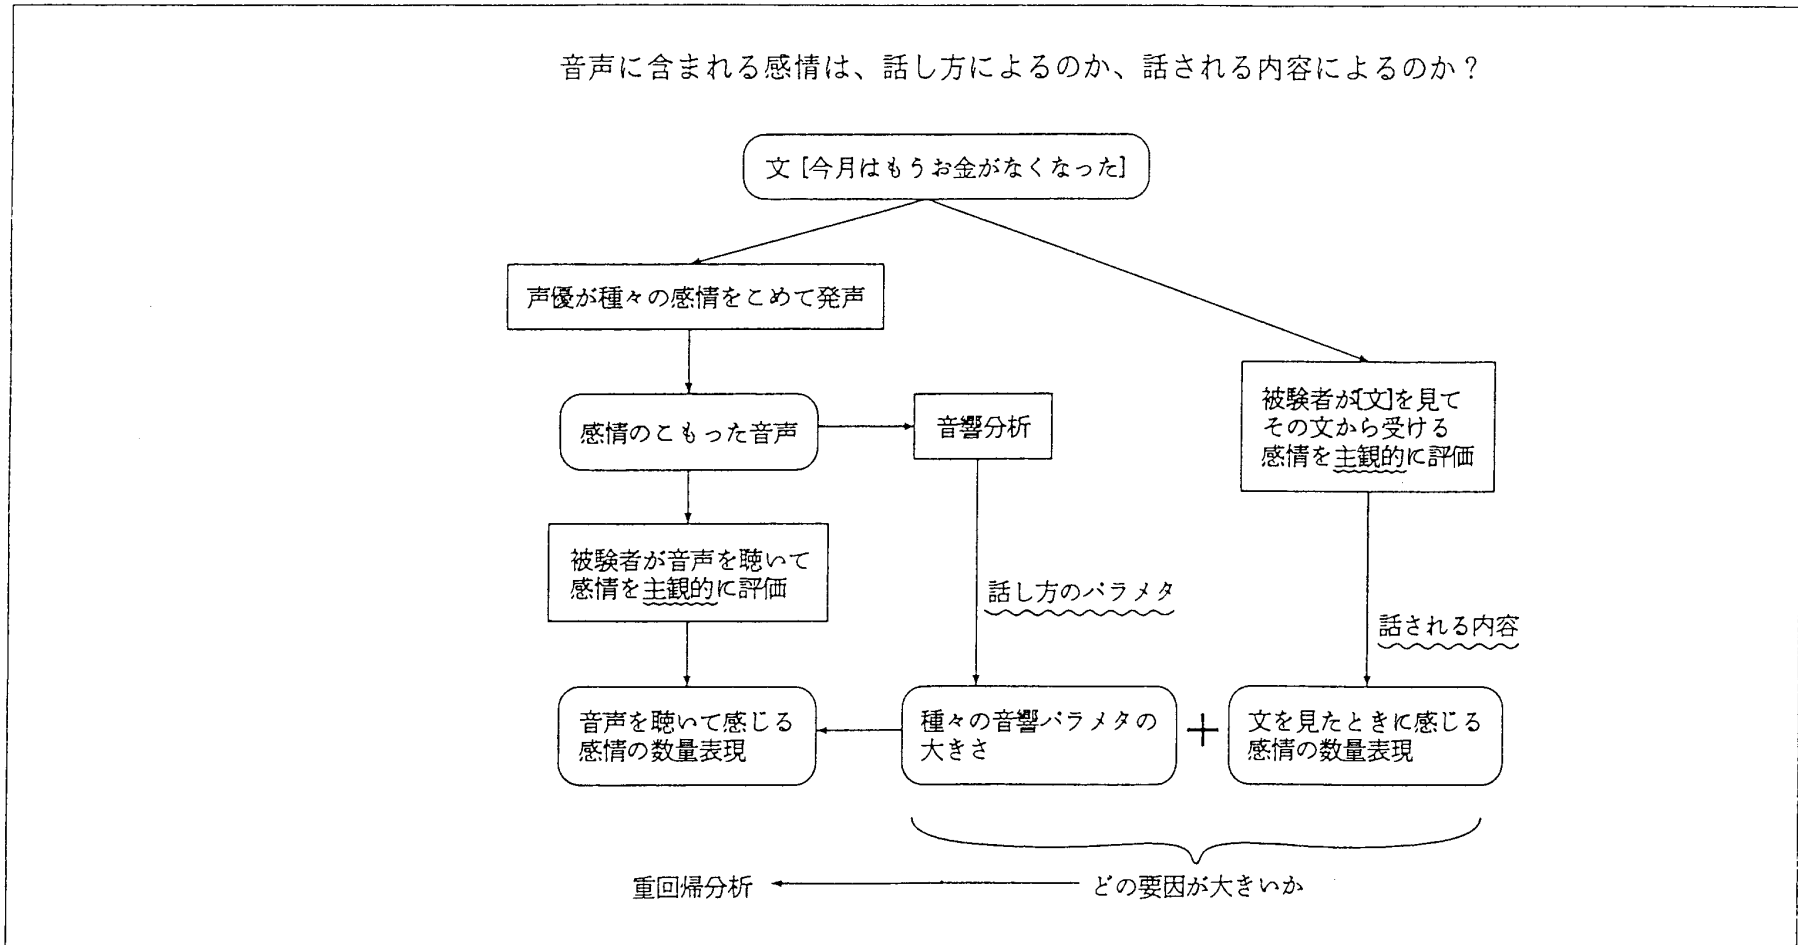 音声に含まれる感情は、話し方によるのか、話される内容によるのか？
文 [今月はもうお金がなくなった]
声優が種々の感情をこめて発声
感情のこもった音声
音響分析
被験者が[文]を見て
その文から受ける
感情を主観的に評価
被験者が音声を聴いて
感情を主観的に評価
話し方のパラメタ
話される内容
音声を聴いて感じる
感情の数量表現
種々の音響パラメタの
大きさ
+
文を見たときに感じる
感情の数量表現
重回帰分析
どの要因が大きいか